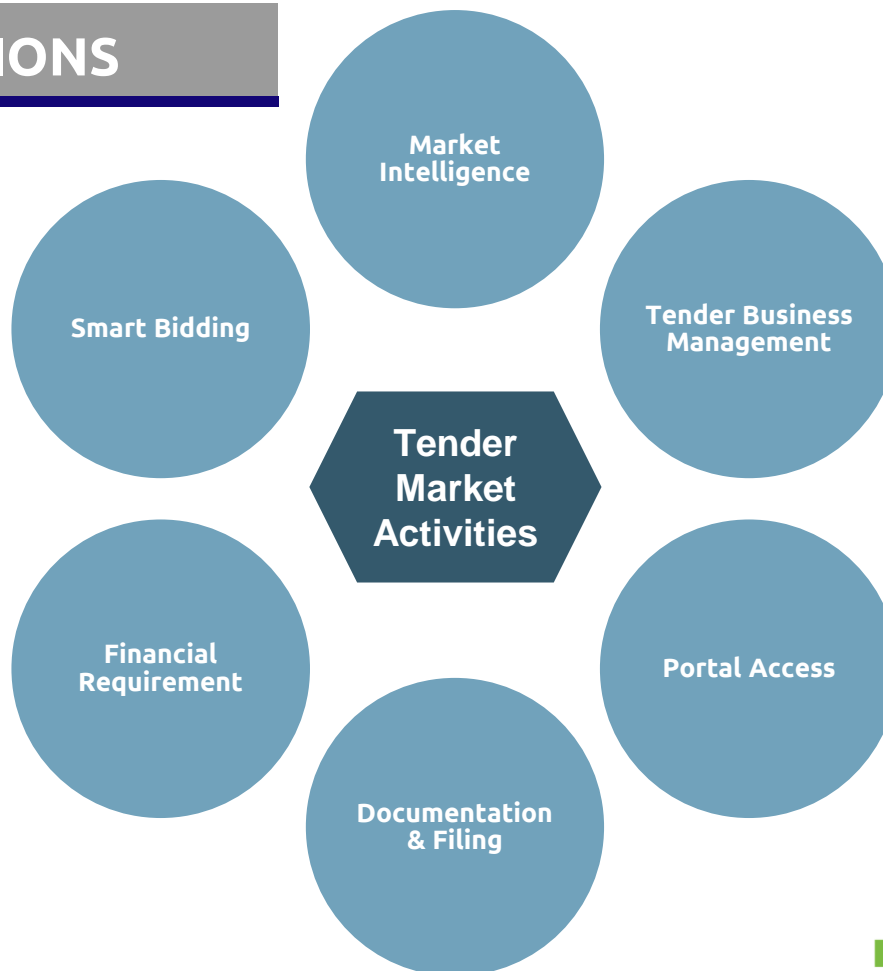 IONS
Market
Intelligence
Smart Bidding
Tender Business
Management
Tender
Market
Activities
Financial
Requirement
Portal Access
Documentation
& Filing